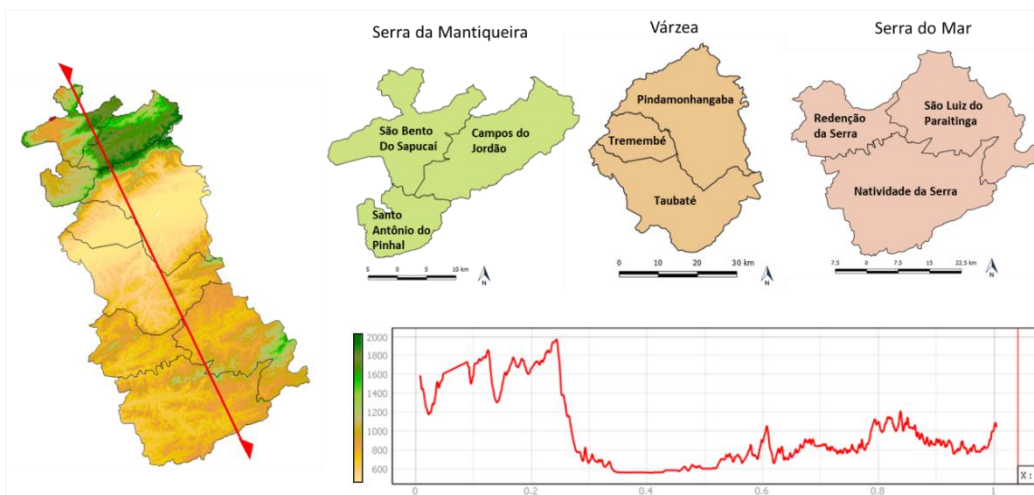 Serra da Mantiqueira
Várzea
Serra do Mar
São Bento
Do Sapucaí
Campos do
Jordão
Santo
Antônio do
Pinhal
5 0 5 10 km
N
Pindamonhangaba
Tremembé
Taubaté
0 10 20 30 km
N
Redenção
da Serra
São Luiz do
Paraitinga
Natividade da Serra
7.5 0 7.5 15 22.5 km
N
2000
1800
1600
1400
1200
1000
800
600
0 0.2 0.4 0.6 0.8 1
X: